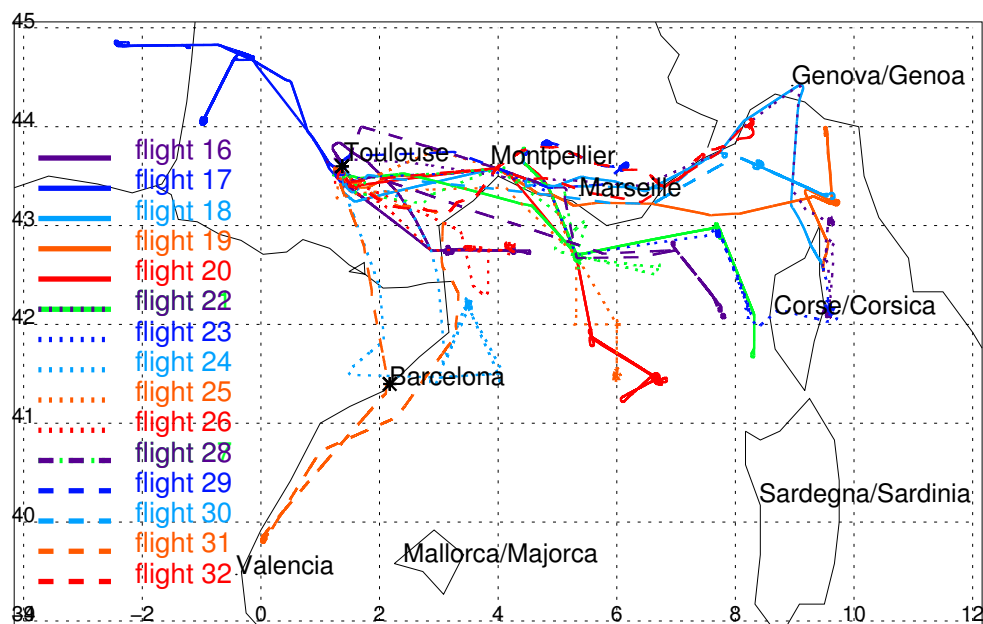 45
Genova/Genoa
44
flight 16
Toulouse
Montpellier
flight 17
Marseille
flight 18
43
flight 19
flight 20
flight 22
Corse/Corsica
42
flight 23
flight 24
Barcelona
flight 25
41
flight 26
flight 28
flight 29
Sardegna/Sardinia
40
flight 30
flight 31
Mallorca/Majorca
Valencia
flight 32
−2 0 2 4 6 8 10 12